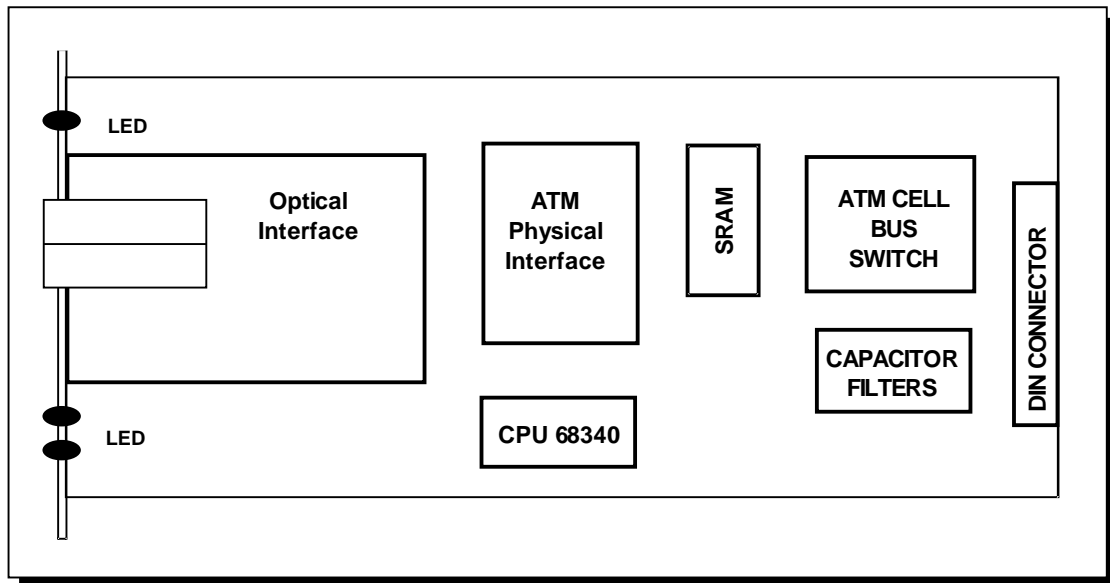 LED
Optical
Interface
ATM
Physical
Interface
SRAM
ATM CELL
BUS
SWITCH
DIN CONNECTOR
CAPACITOR
FILTERS
CPU 68340
LED